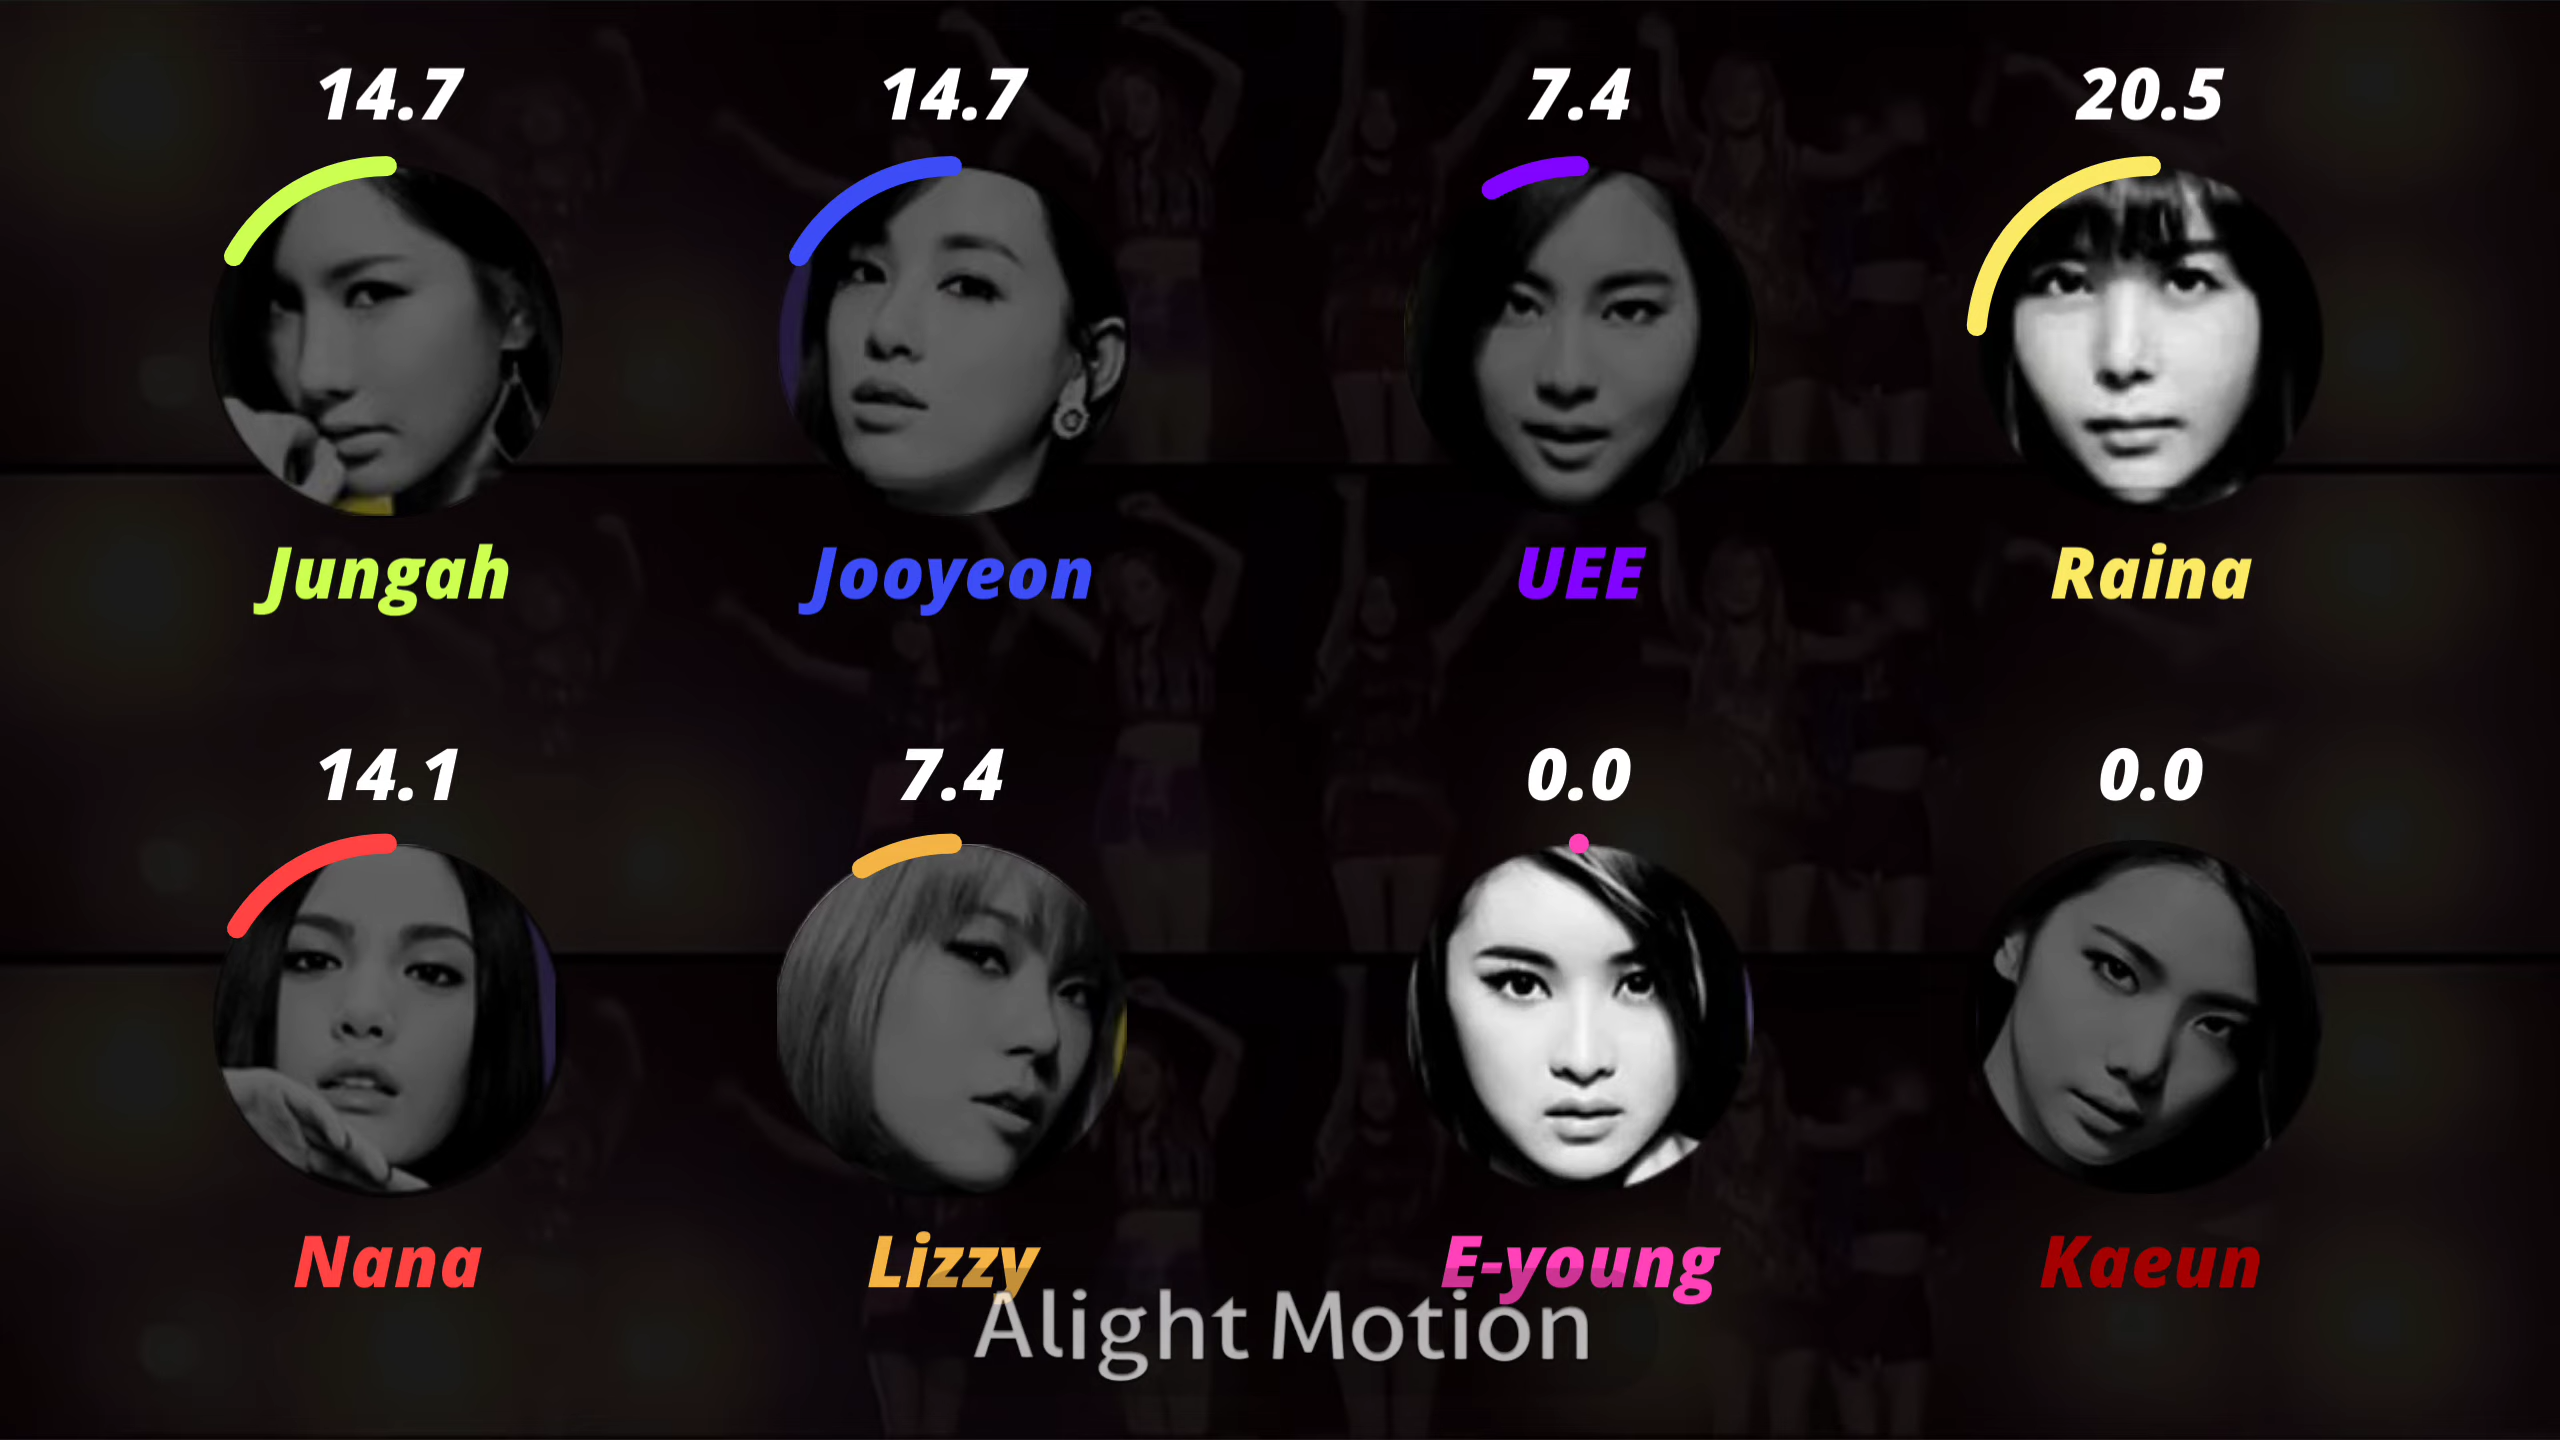 14.7 14.7 7.4 20.5
Jungah Jooyeon UEE Raina
14.1 7.4 0.0 0.0
Nana Lizzy E-young Kaeun
Alight Motion